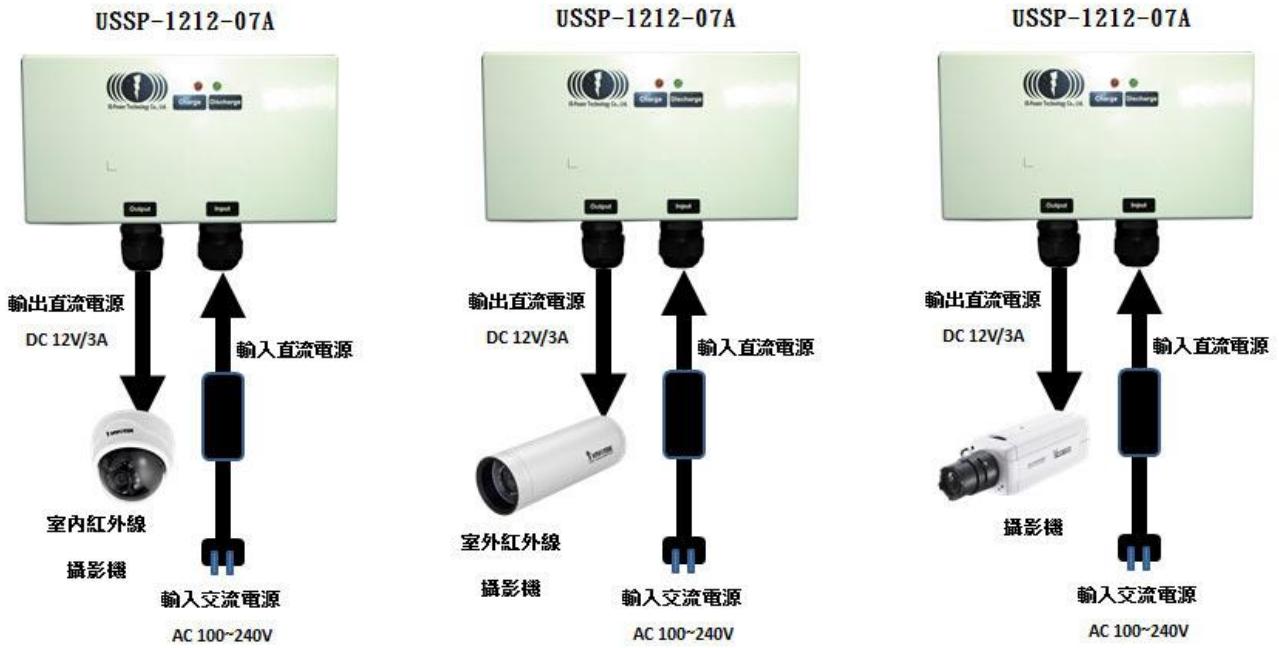 USSP-1212-07A
Charge Discharge
Output Input
輸出直流電源
DC 12V/3A
輸入直流電源
室內紅外線
攝影機
輸入交流電源
AC 100~240V
USSP-1212-07A
Charge Discharge
Output Input
輸出直流電源
DC 12V/3A
輸入直流電源
室外紅外線
攝影機
輸入交流電源
AC 100~240V
USSP-1212-07A
Charge Discharge
Output Input
輸出直流電源
DC 12V/3A
輸入直流電源
攝影機
輸入交流電源
AC 100~240V